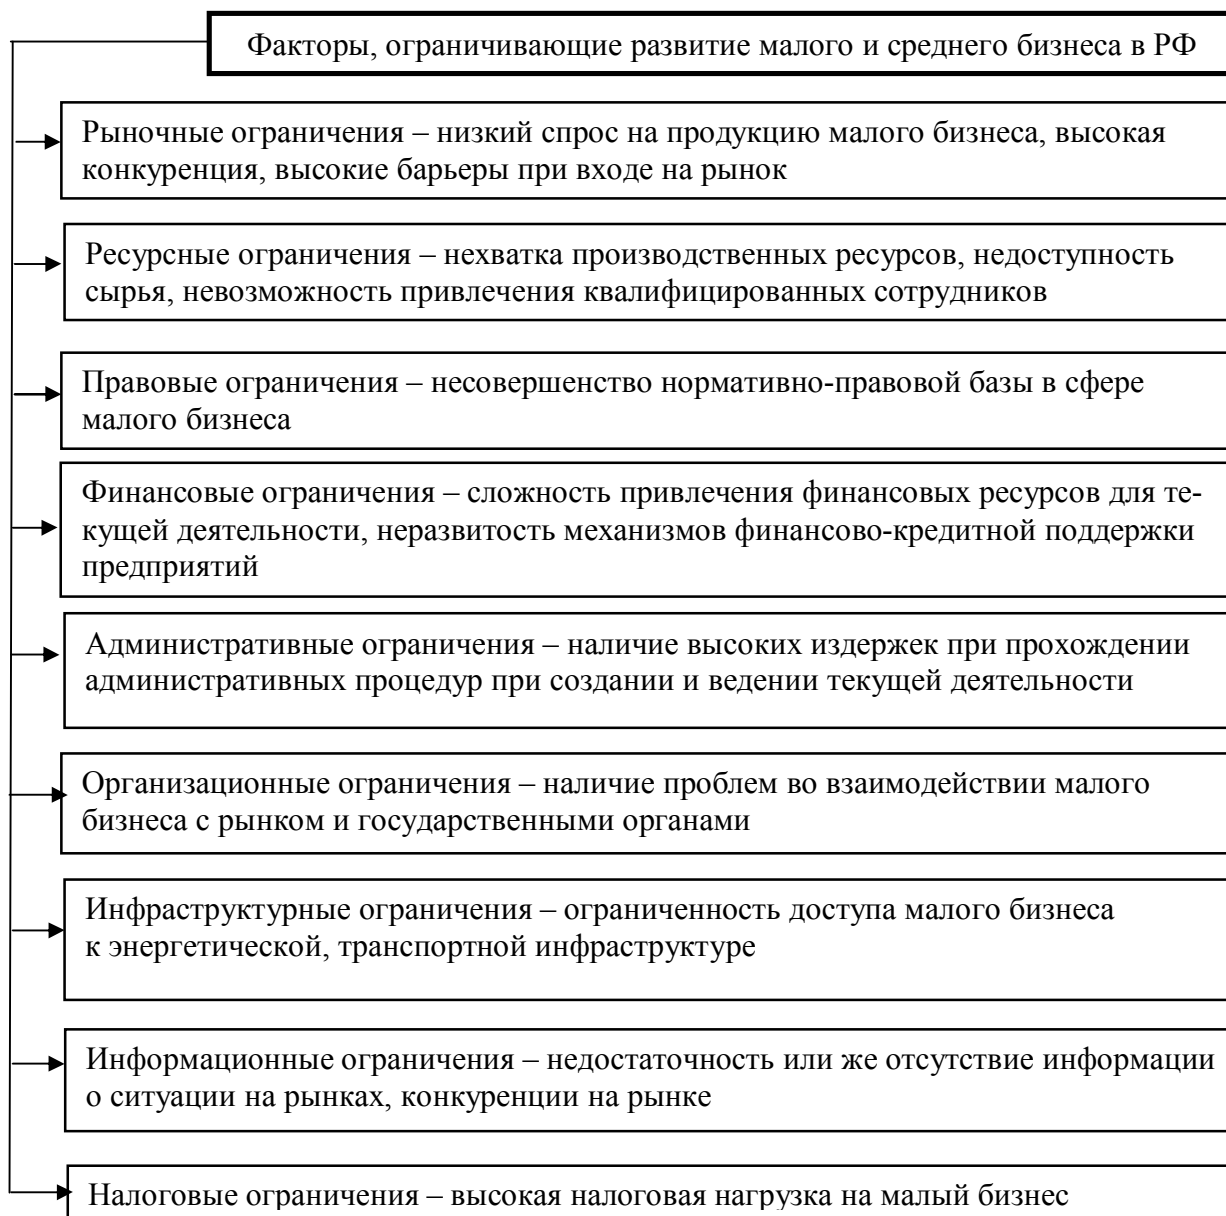 Факторы, ограничивающие развитие малого и среднего бизнеса в РФ
Рыночные ограничения – низкий спрос на продукцию малого бизнеса, высокая
конкуренция, высокие барьеры при входе на рынок
Ресурсные ограничения – нехватка производственных ресурсов, недоступность
сырья, невозможность привлечения квалифицированных сотрудников
Правовые ограничения – несовершенство нормативно-правовой базы в сфере
малого бизнеса
Финансовые ограничения – сложность привлечения финансовых ресурсов для те-
кущей деятельности, неразвитость механизмов финансово-кредитной поддержки
предприятий
Административные ограничения – наличие высоких издержек при прохождении
административных процедур при создании и ведении текущей деятельности
Организационные ограничения – наличие проблем во взаимодействии малого
бизнеса с рынком и государственными органами
Инфраструктурные ограничения – ограниченность доступа малого бизнеса
к энергетической, транспортной инфраструктуре
Информационные ограничения – недостаточность или же отсутствие информации
о ситуации на рынках, конкуренции на рынке
Налоговые ограничения – высокая налоговая нагрузка на малый бизнес